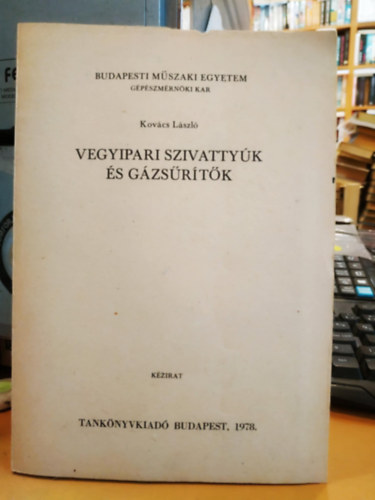 BUDAPESTI MŰSZAKI EGYETEM
GÉPÉSZMÉRNÖKI KAR
Kovács László
VEGYIPARI SZIVATTYÚK
ÉS GÁZSŰRÍTŐK
KÉZIRAT
TANKÖNYVKIADÓ BUDAPEST, 1978.